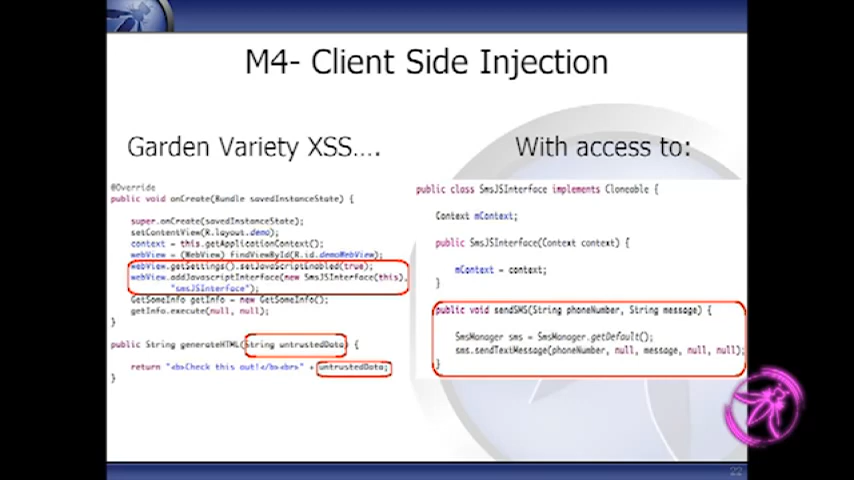 M4- Client Side Injection
Garden Variety XSS....
@Override
public void onCreate(Bundle savedInstanceState) {
super.onCreate(savedInstanceState);
setContentView(R.layout.demo);
context = this.getApplicationContext();
webView = (WebView) findViewById(R.id.demoWebView);
webView.getSettings().setJavaScriptEnabled(true);
webView.addJavascriptInterface(new SmsJSInterface(this),
"smsJSInterface");
GetSomeInfo getInfo = new GetSomeInfo();
getInfo.execute(null, null);
}
public String generateHTML(String untrustedData) {
return "<b>Check this out!</b><br>" + untrustedData;
}
With access to:
public class SmsJSInterface implements Cloneable {
Context mContext;
public SmsJSInterface(Context context) {
mContext = context;
}
public void sendSMS(String phoneNumber, String message) {
SmsManager sms = SmsManager.getDefault();
sms.sendTextMessage(phoneNumber, null, message, null, null);
}
22